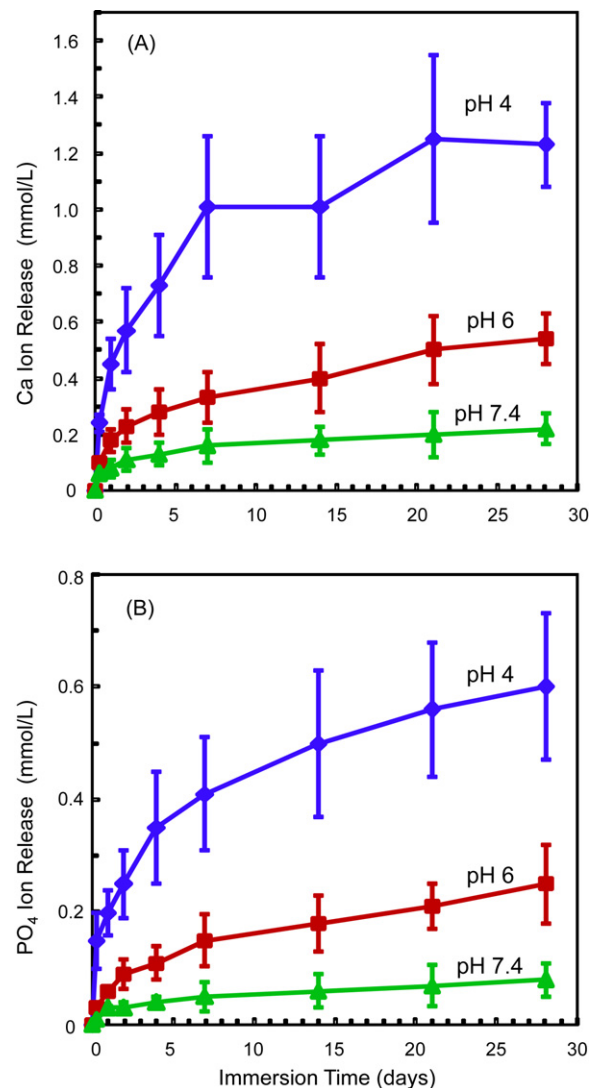 (A)
Ca Ion Release (mmol/L)
1.6
1.4
1.2
1.0
0.8
0.6
0.4
0.2
0
pH 4
pH 6
pH 7.4
0 5 10 15 20 25 30
(B)
PO4 Ion Release (mmol/L)
0.8
0.6
0.4
0.2
0
pH 4
pH 6
pH 7.4
0 5 10 15 20 25 30
Immersion Time (days)